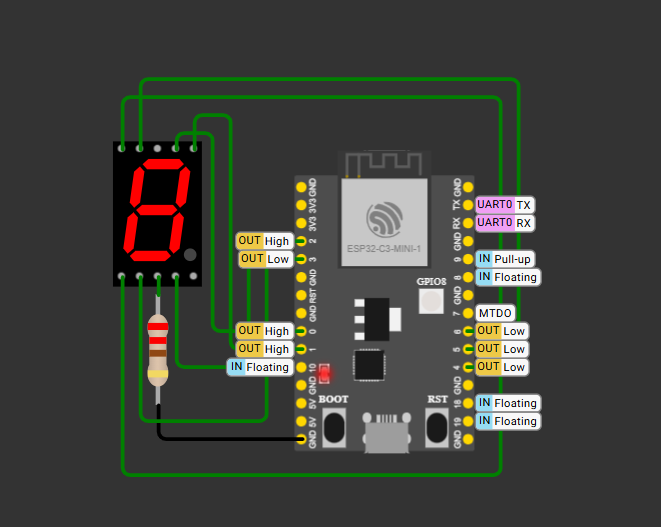 GND
3V3
3V3
2
3
GND
RST
GND
0
1
10
GND
5V
5V
GND
OUT High
OUT Low
OUT High
OUT High
IN Floating
ESP32-C3-MINI-1
GPIO8
BOOT
RST
GND
TX
RX
GND
9
8
GND
7
6
5
4
GND
18
19
GND
UART0 TX
UART0 RX
IN Pull-up
IN Floating
MTDO
OUT Low
OUT Low
OUT Low
IN Floating
IN Floating